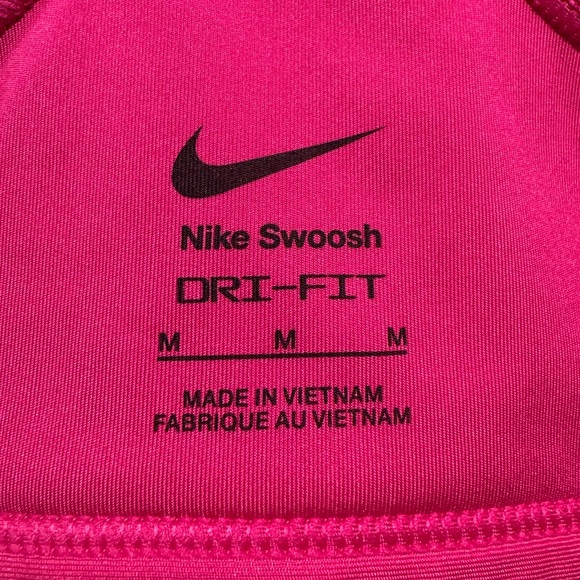 Nike Swoosh
DRI-FIT
M M M
MADE IN VIETNAM
FABRIQUE AU VIETNAM